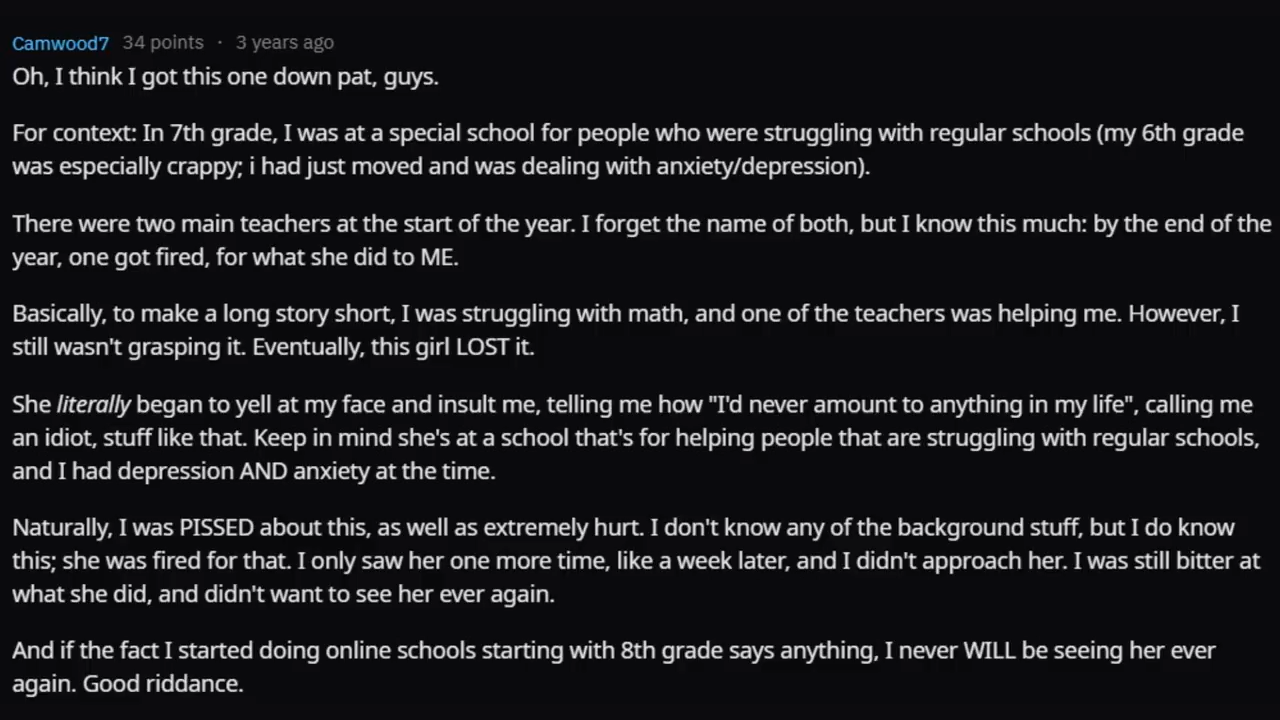 Camwood7 34 points · 3 years ago
Oh, I think I got this one down pat, guys.
For context: In 7th grade, I was at a special school for people who were struggling with regular schools (my 6th grade
was especially crappy; i had just moved and was dealing with anxiety/depression).
There were two main teachers at the start of the year. I forget the name of both, but I know this much: by the end of the
year, one got fired, for what she did to ME.
Basically, to make a long story short, I was struggling with math, and one of the teachers was helping me. However, I
still wasn't grasping it. Eventually, this girl LOST it.
She literally began to yell at my face and insult me, telling me how "I'd never amount to anything in my life", calling me
an idiot, stuff like that. Keep in mind she's at a school that's for helping people that are struggling with regular schools,
and I had depression AND anxiety at the time.
Naturally, I was PISSED about this, as well as extremely hurt. I don't know any of the background stuff, but I do know
this; she was fired for that. I only saw her one more time, like a week later, and I didn't approach her. I was still bitter at
what she did, and didn't want to see her ever again.
And if the fact I started doing online schools starting with 8th grade says anything, I never WILL be seeing her ever
again. Good riddance.